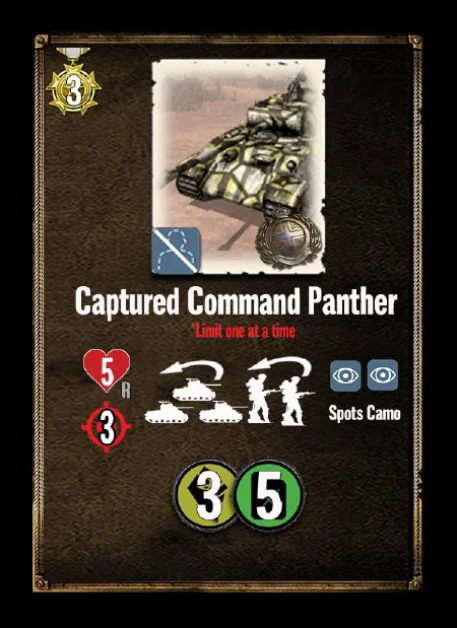 3
Captured Command Panther
*Limit one at a time
5
R
3
Spots Camo
3 5